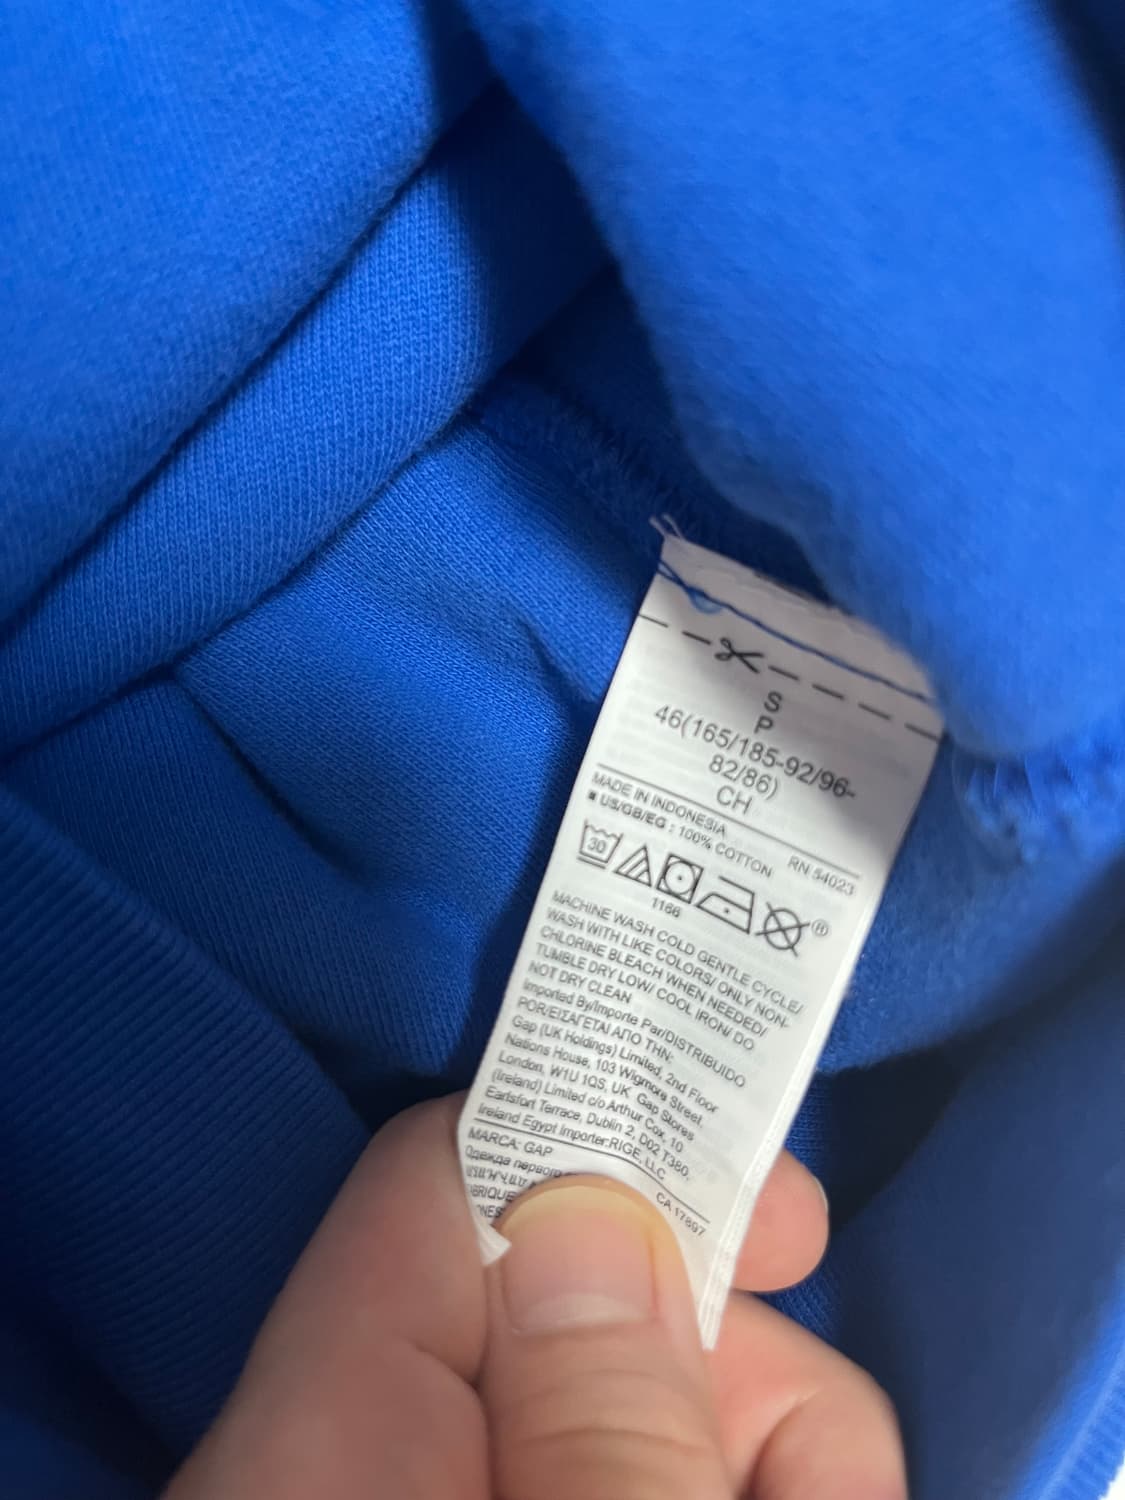 S
P
46(165/185-92/96-
82/86)
CH
MADE IN INDONESIA
RN 54023
■ US/GB/EG : 100% COTTON
30
1186
®
MACHINE WASH COLD GENTLE CYCLE/
WASH WITH LIKE COLORS/ ONLY NON-
CHLORINE BLEACH WHEN NEEDED/
TUMBLE DRY LOW/ COOL IRON/ DO
NOT DRY CLEAN
Imported By/Importe Par/DISTRIBUIDO
POR/ΕΙΣΑΓΕΤΑΙ ΑΠΟ ΤΗΝ:
Gap (UK Holdings) Limited, 2nd Floor
Nations House, 103 Wigmore Street,
London, W1U 1QS, UK. Gap Stores
(Ireland) Limited c/o Arthur Cox, 10
Earlsfort Terrace, Dublin 2, D02 T380,
Ireland Egypt Importer:RIGE, LLC
MARCA: GAP
CA 17897
Одежда первого